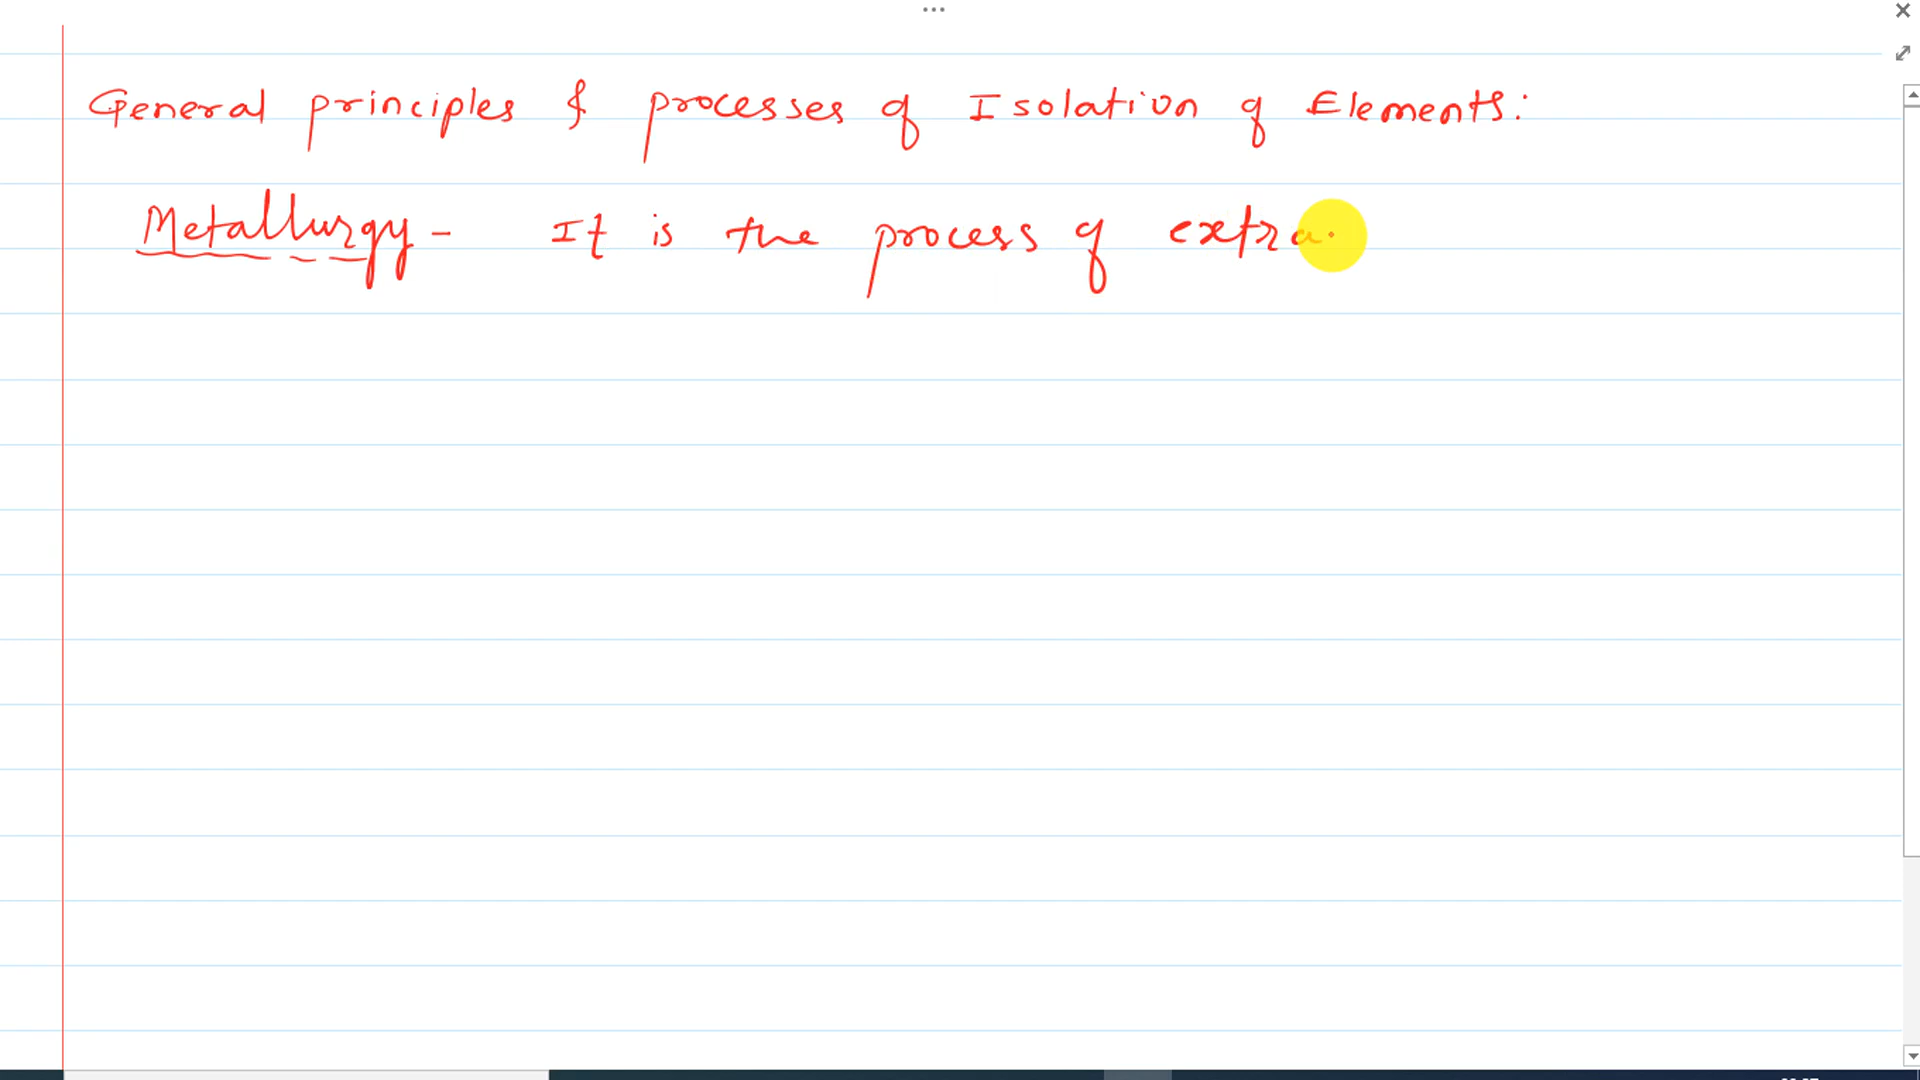 General principles & processes of Isolation of Elements:
Metallurgy - It is the process of extra